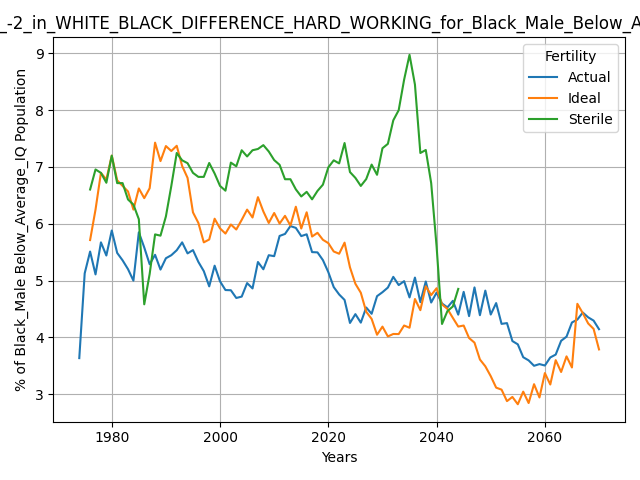 _-2_in_WHITE_BLACK_DIFFERENCE_HARD_WORKING_for_Black_Male_Below_A
Fertility
Actual
Ideal
Sterile
% of Black_Male Below_Average_IQ Population
9
8
7
6
5
4
3
1980 2000 2020 2040 2060
Years